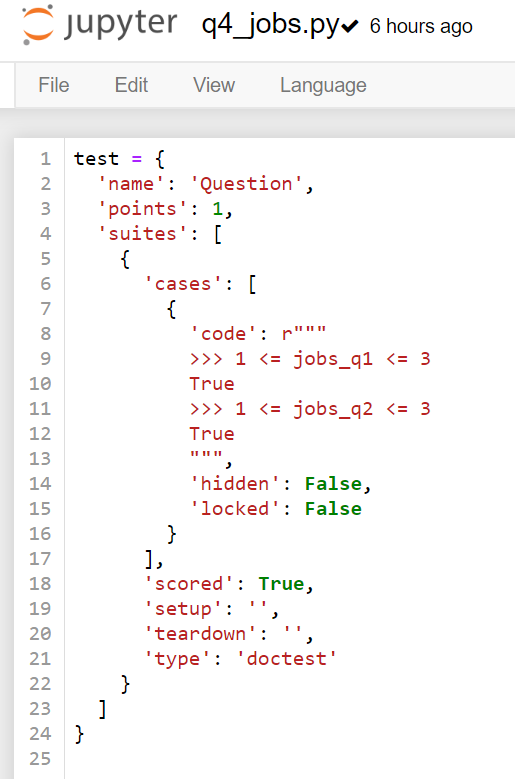 jupyter q4_jobs.py✔ 6 hours ago
File Edit View Language
1 test = {
2   'name': 'Question',
3   'points': 1,
4   'suites': [
5     {
6       'cases': [
7         {
8           'code': r"""
9           >>> 1 <= jobs_q1 <= 3
10           True
11           >>> 1 <= jobs_q2 <= 3
12           True
13           """,
14           'hidden': False,
15           'locked': False
16         }
17       ],
18       'scored': True,
19       'setup': '',
20       'teardown': '',
21       'type': 'doctest'
22     }
23   ]
24 }
25